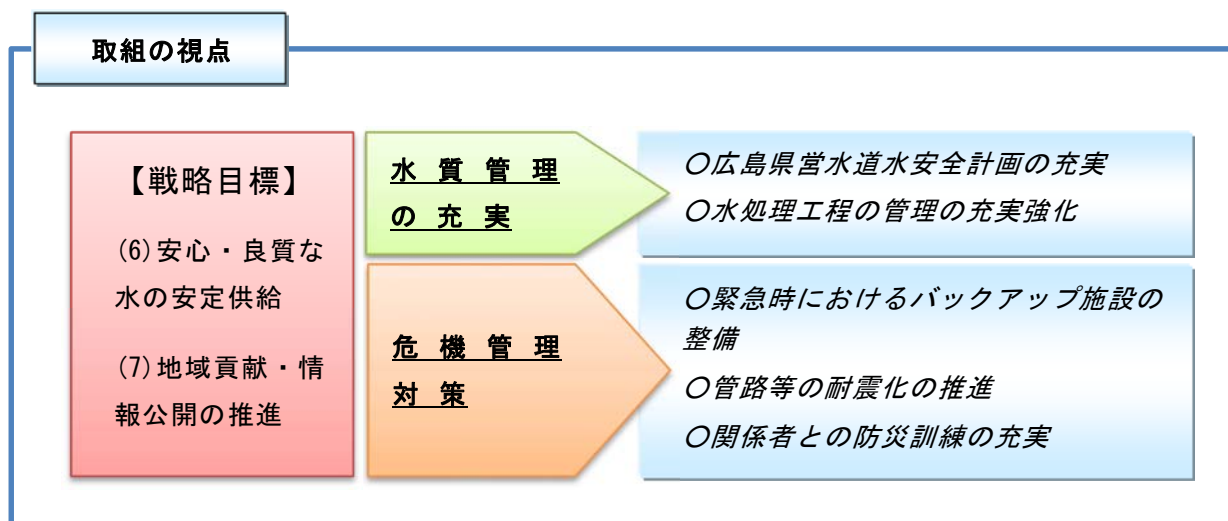 取組の視点
【戦略目標】
(6)安心・良質な
水の安定供給
(7)地域貢献・情
報公開の推進
水質管理
の充実
〇広島県営水道水安全計画の充実
〇水処理工程の管理の充実強化
危機管理
対策
〇緊急時におけるバックアップ施設の
整備
〇管路等の耐震化の推進
〇関係者との防災訓練の充実